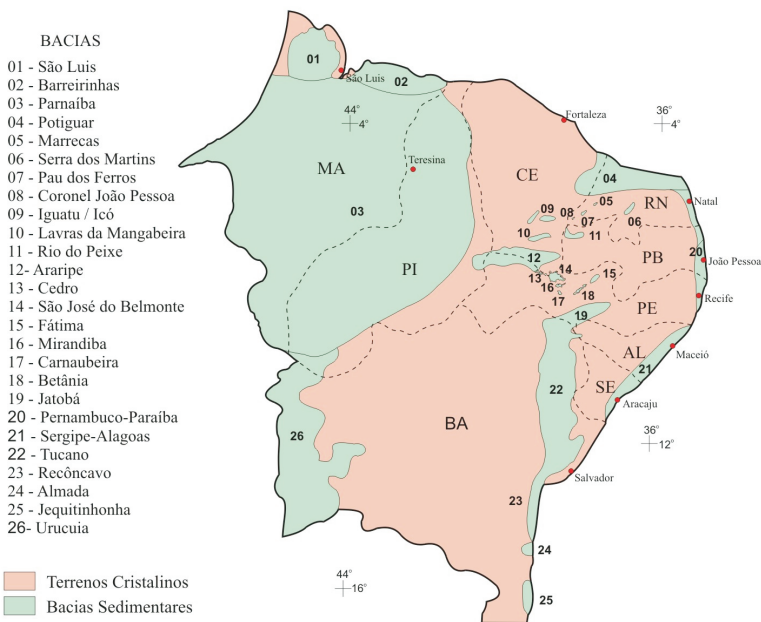 BACIAS
01 - São Luis
02 - Barreirinhas
03 - Parnaíba
04 - Potiguar
05 - Marrecas
06 - Serra dos Martins
07 - Pau dos Ferros
08 - Coronel João Pessoa
09 - Iguatu / Icó
10 - Lavras da Mangabeira
11 - Rio do Peixe
12- Araripe
13 - Cedro
14 - São José do Belmonte
15 - Fátima
16 - Mirandiba
17 - Carnaubeira
18 - Betânia
19 - Jatobá
20 - Pernambuco-Paraíba
21 - Sergipe-Alagoas
22 - Tucano
23 - Recôncavo
24 - Almada
25 - Jequitinhonha
26- Urucuia
Terrenos Cristalinos
Bacias Sedimentares
01
São Luis
02
44°
4°
Fortaleza
36°
4°
MA
Teresina
CE
04
03
05
RN
Natal
09
08
07
06
10
11
PB
20
João Pessoa
12
PI
14
13
15
16
18
17
Recife
PE
19
AL
Maceió
21
22
SE
Aracaju
26
BA
36°
12°
Salvador
23
24
44°
16°
25